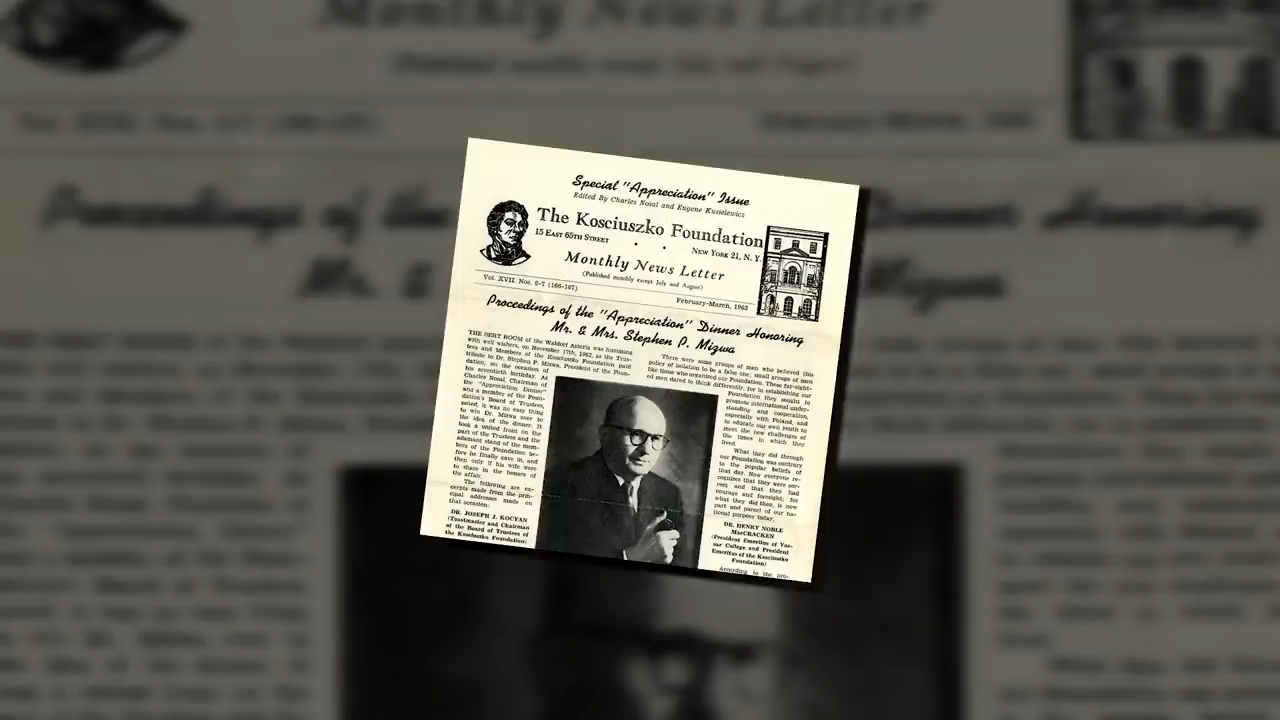 Special "Appreciation" Issue
Edited By Charles Nosal and Eugene Kusielewicz
The Kosciuszko Foundation
15 EAST 65TH STREET
NEW YORK 21, N. Y.
Monthly News Letter
(Published monthly except July and August)
Vol. XVII. Nos. 6-7 (166-167)
February-March, 1963
Proceedings of the "Appreciation" Dinner Honoring
Mr. & Mrs. Stephen P. Mizwa
THE SERT ROOM of the Waldorf Astoria was humming
with well wishes, on November 17th, 1962, as the Trus-
tees and Members of the Kosciuszko Foundation paid
tribute to Dr. Stephen P. Mizwa, President of the Foun-
dation, on the occasion of
his seventieth birthday. As
Charles Nosal, Chairman of
the "Appreciation Dinner"
and a member of the Foun-
dation's Board of Trustees,
noted, it was no easy thing
to win Dr. Mizwa over to
the idea of the dinner. It
took a united front on the
part of the Trustees and the
adamant stand of the mem-
bers of the Foundation be-
fore he finally gave in, and
then only if his wife were
to share in the honors of
the affair.
The following are ex-
cerpts made from the prin-
cipal addresses made on
that occasion:
DR. JOSEPH J. KOCYAN
(Toastmaster and Chairman
of the Board of Trustees of
the Kosciuszko Foundation)
There were some groups of men who believed this
policy of isolation to be a false one, small groups of men
like those who organized our Foundation. These far-sight-
ed men dared to think differently, for in establishing our
Foundation they sought to
promote international under-
standing and cooperation,
especially with Poland, and
to educate our own youth to
meet the new challenges of
the times in which they
lived.
What they did through
our Foundation was contrary
to the popular beliefs of
that day. Now everyone re-
cognizes that they were cor-
rect and that they had
courage and foresight; for
what they did then, is now
part and parcel of our na-
tional purpose today.
DR. HENRY NOBLE
MacCRACKEN
(President Emeritus of Vas-
sar College and President
Emeritus of the Kosciuszko
Foundation)
According to the pro-